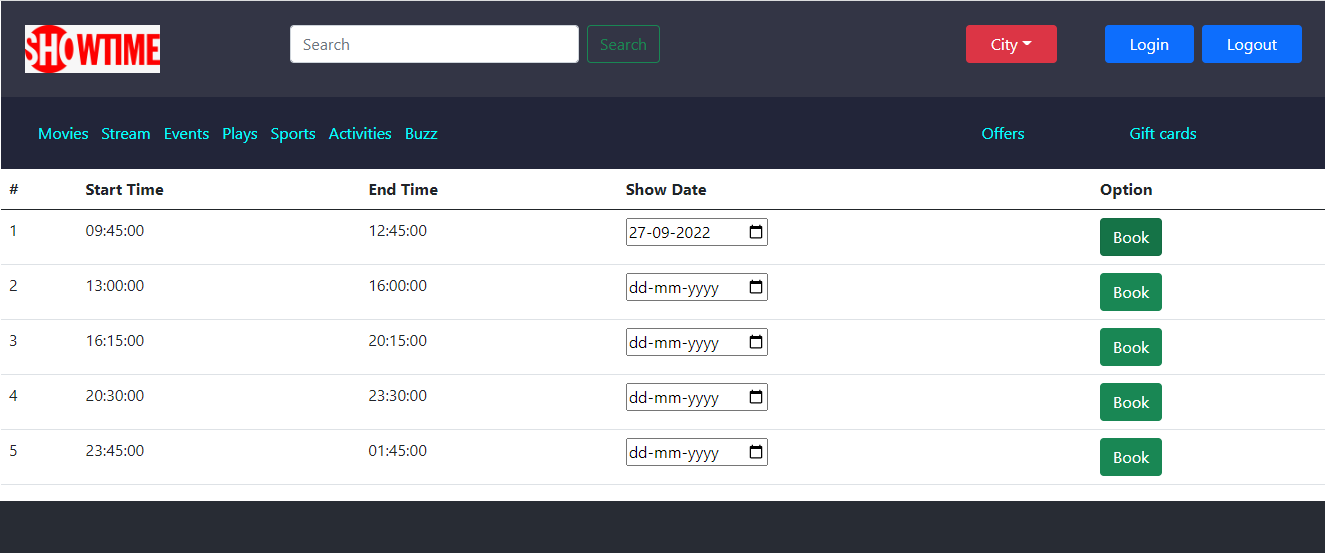 SHOWTIME Search Search City Login Logout
Movies Stream Events Plays Sports Activities Buzz Offers Gift cards
# Start Time End Time Show Date Option
1 09:45:00 12:45:00 27-09-2022 Book
2 13:00:00 16:00:00 dd-mm-yyyy Book
3 16:15:00 20:15:00 dd-mm-yyyy Book
4 20:30:00 23:30:00 dd-mm-yyyy Book
5 23:45:00 01:45:00 dd-mm-yyyy Book